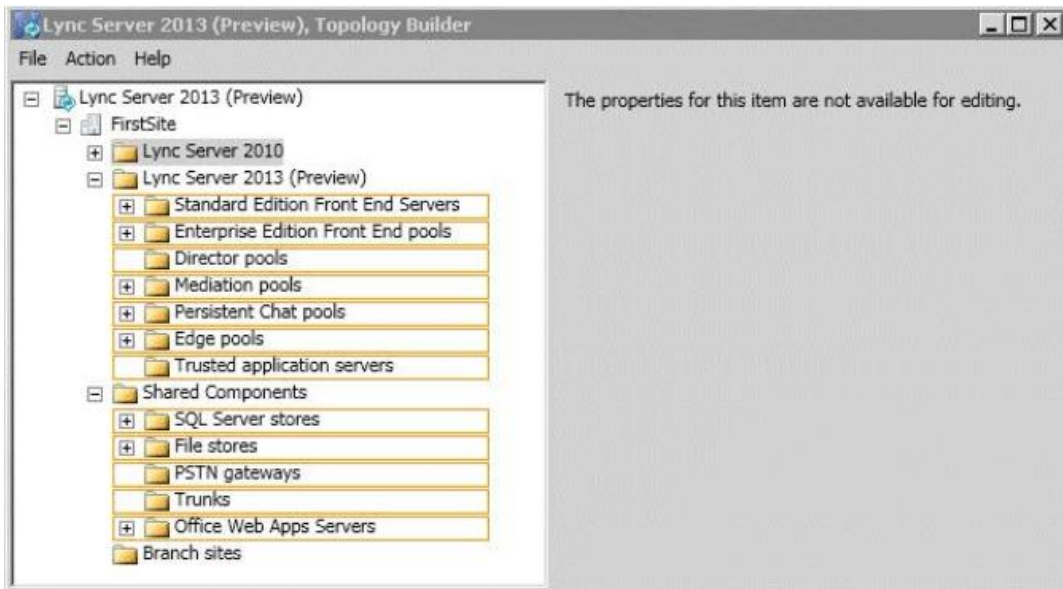 Lync Server 2013 (Preview), Topology Builder
File Action Help
Lync Server 2013 (Preview)
The properties for this item are not available for editing.
FirstSite
Lync Server 2010
Lync Server 2013 (Preview)
Standard Edition Front End Servers
Enterprise Edition Front End pools
Director pools
Mediation pools
Persistent Chat pools
Edge pools
Trusted application servers
Shared Components
SQL Server stores
File stores
PSTN gateways
Trunks
Office Web Apps Servers
Branch sites